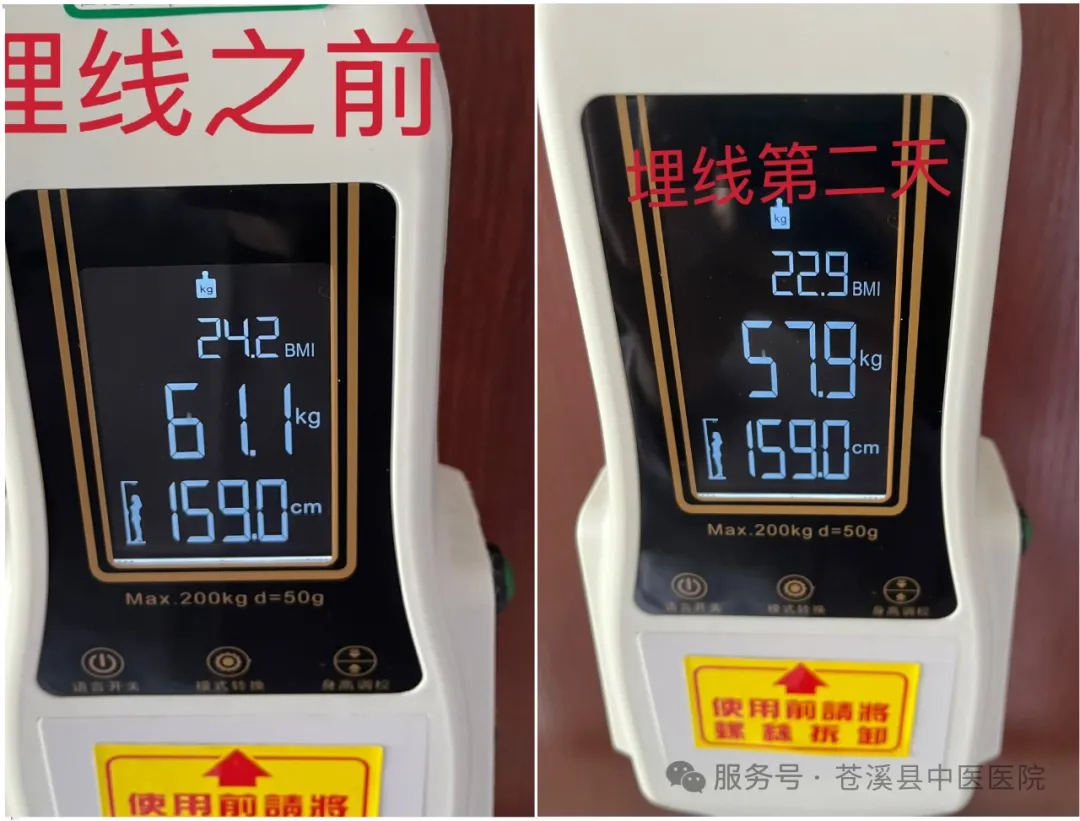 埋线之前
kg
24.2 BMI
61.1 kg
159.0 cm
Max.200kg d=50g
语言开关 模式转换 身高调校
使用前請將
埋线第二天
kg
22.9 BMI
57.9 kg
159.0 cm
Max.200kg d=50g
语言开关 模式转换 身高调校
使用前請將
螺絲拆卸
服务号·苍溪县中医医院